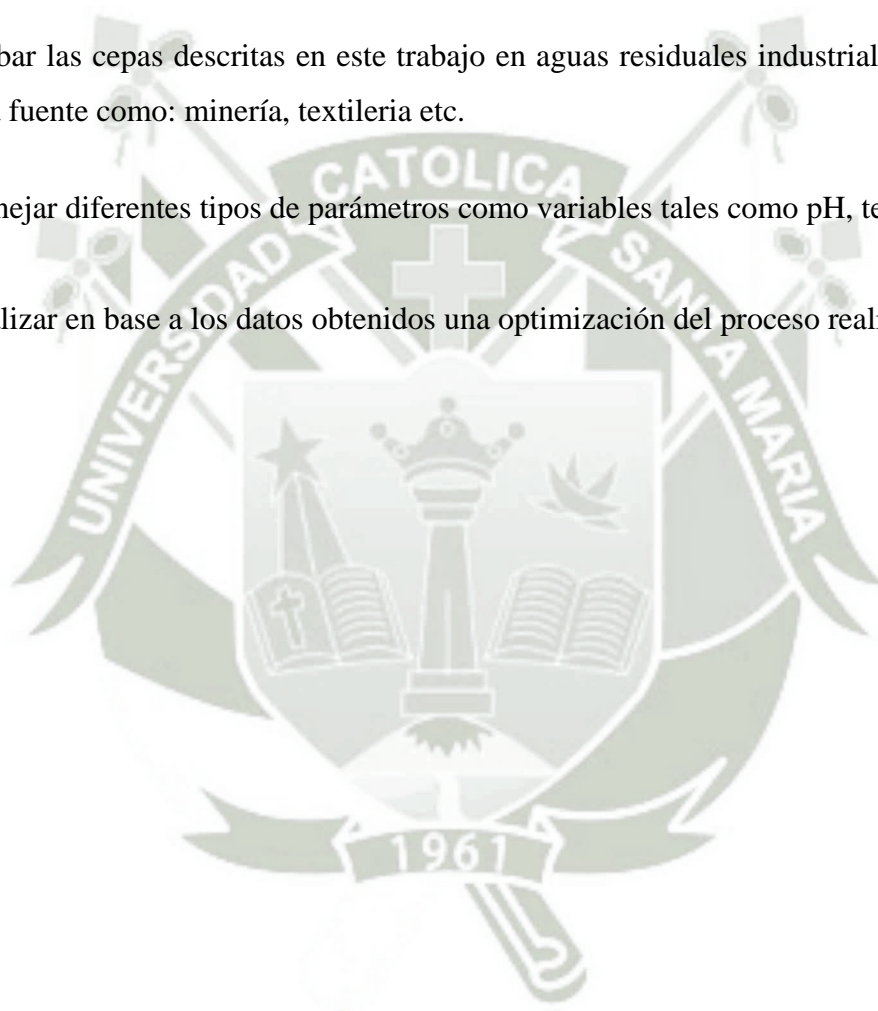 bar las cepas descritas en este trabajo en aguas residuales industrial
fuente como: minería, textileria etc.
CATOLICA
nejar diferentes tipos de parámetros como variables tales como pH, te
UNIVERSIDAD
SANTA MARIA
lizar en base a los datos obtenidos una optimización del proceso reali
1961